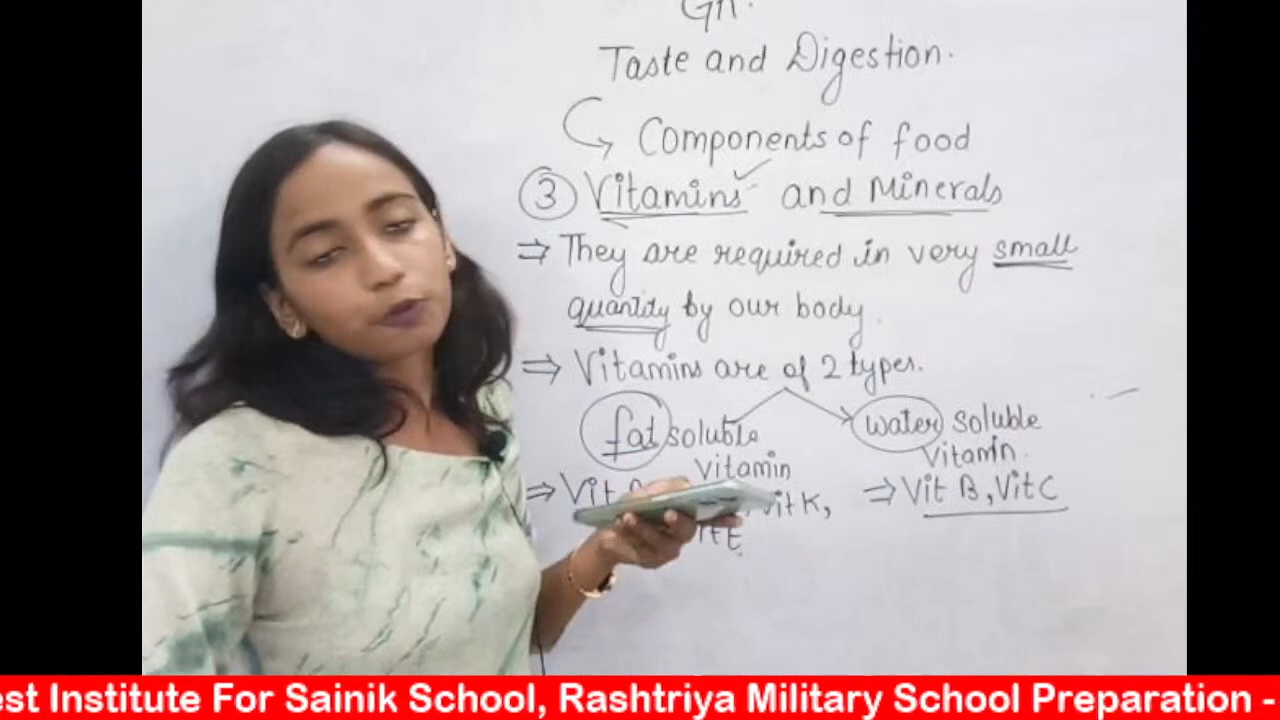 Gn.
Taste and Digestion.
Components of food
③ Vitamins and Minerals
⇒ They are required in very small
quantity by our body.
⇒ Vitamins are of 2 types.
fat soluble water soluble
vitamin Vitamin.
⇒ Vit K, ⇒ Vit B, Vit C
E
est Institute For Sainik School, Rashtriya Military School Preparation -